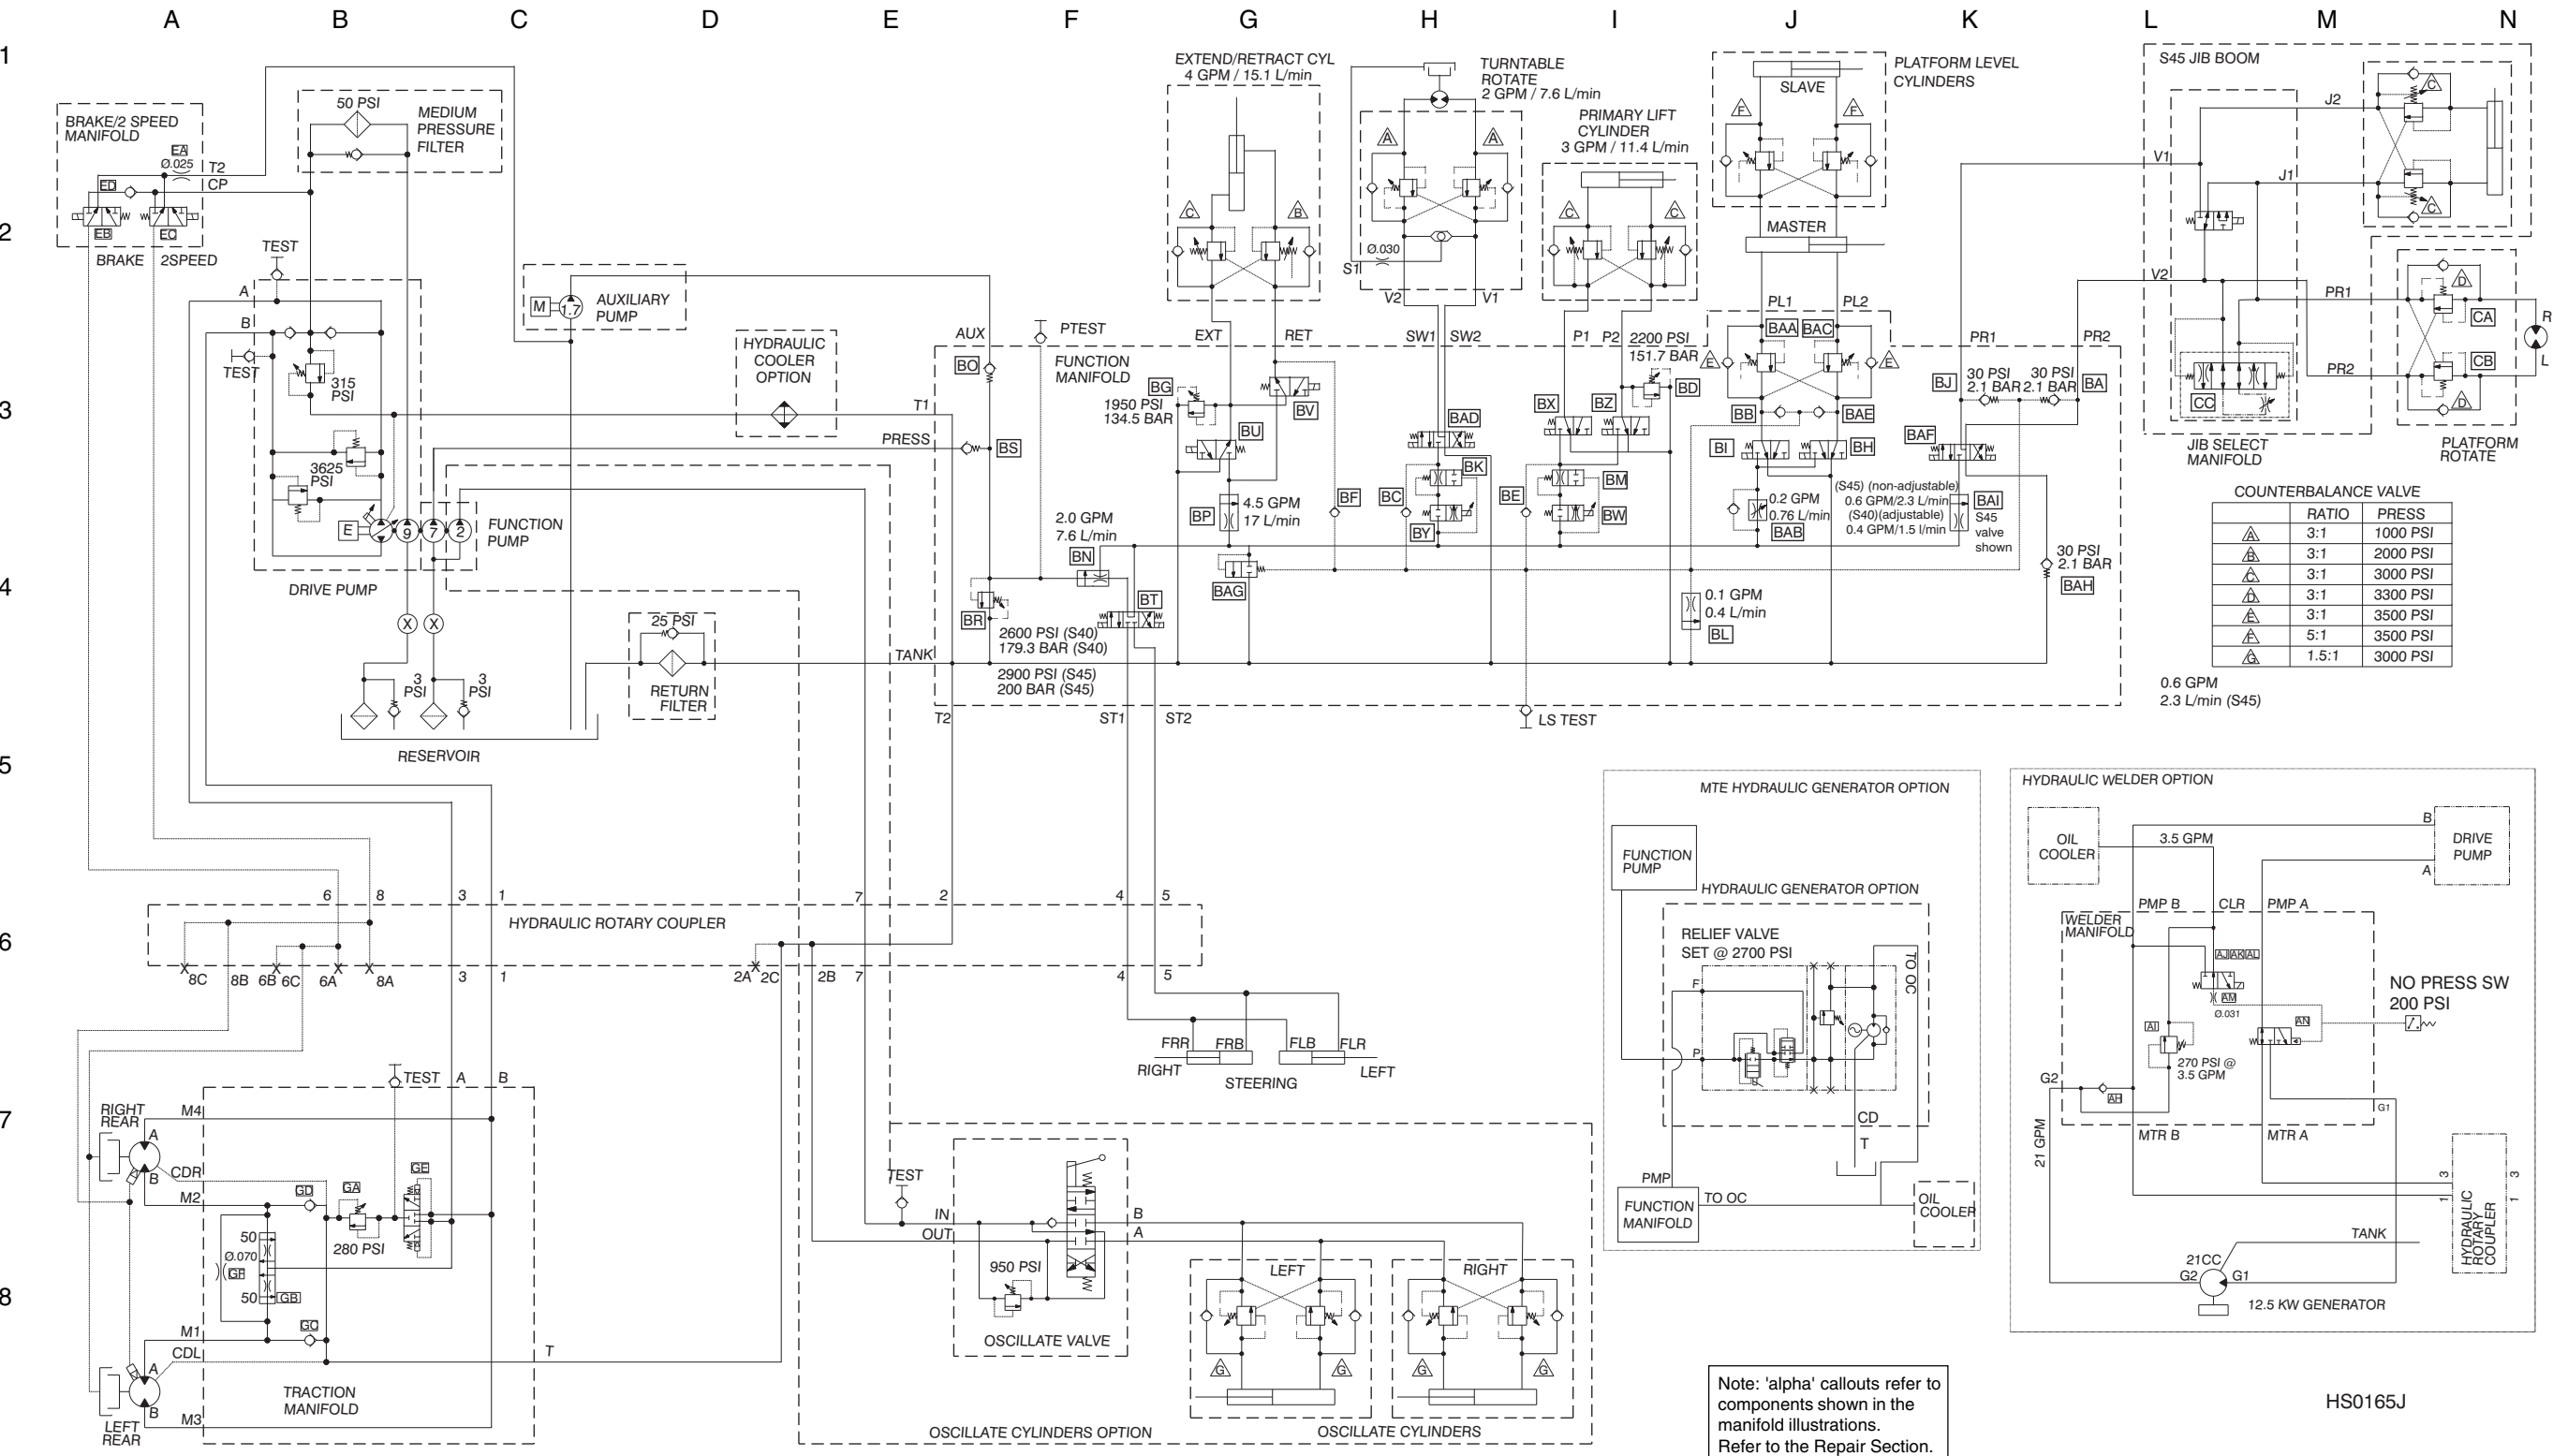 A B C D E F G H I J K L M N
1
2
3
4
5
6
7
8
BRAKE/2 SPEED
MANIFOLD
EA
Ø.025
T2
CP
ED
EB
EC
BRAKE
2SPEED
50 PSI
MEDIUM
PRESSURE
FILTER
TEST
A
B
TEST
315
PSI
3625
PSI
E
9
7
2
FUNCTION
PUMP
DRIVE PUMP
X
X
3
PSI
3
PSI
RESERVOIR
M
1.7
AUXILIARY
PUMP
HYDRAULIC
COOLER
OPTION
25 PSI
RETURN
FILTER
AUX
PTEST
BO
FUNCTION
MANIFOLD
T1
PRESS
BS
TANK
T2
BR
2600 PSI (S40)
179.3 BAR (S40)
2900 PSI (S45)
200 BAR (S45)
2.0 GPM
7.6 L/min
BN
BT
ST1
ST2
EXTEND/RETRACT CYL
4 GPM / 15.1 L/min
C
B
EXT
RET
BG
1950 PSI
134.5 BAR
BV
BU
BP
4.5 GPM
17 L/min
BF
BAG
TURNTABLE
ROTATE
2 GPM / 7.6 L/min
A
A
Ø.030
S1
V2
V1
SW1
SW2
BAD
BK
BC
BY
PRIMARY LIFT
CYLINDER
3 GPM / 11.4 L/min
C
C
P1
P2
2200 PSI
151.7 BAR
BD
BX
BZ
BE
BM
BW
LS TEST
PLATFORM LEVEL
CYLINDERS
SLAVE
F
F
MASTER
PL1
PL2
BAA
BAC
E
E
BB
BAE
BI
BH
0.2 GPM
0.76 L/min
BAB
0.1 GPM
0.4 L/min
BL
PR1
PR2
BJ
30 PSI
2.1 BAR
30 PSI
2.1 BAR
BA
BAF
(S45) (non-adjustable)
0.6 GPM/2.3 L/min
(S40)(adjustable)
0.4 GPM/1.5 l/min
BAI
S45
valve
shown
30 PSI
2.1 BAR
BAH
S45 JIB BOOM
J2
V1
J1
C
C
V2
PR1
PR2
D
CA
CB
D
R
L
CC
JIB SELECT
MANIFOLD
PLATFORM
ROTATE
COUNTERBALANCE VALVE
RATIO PRESS
A 3:1 1000 PSI
B 3:1 2000 PSI
C 3:1 3000 PSI
D 3:1 3300 PSI
E 3:1 3500 PSI
F 5:1 3500 PSI
G 1.5:1 3000 PSI
0.6 GPM
2.3 L/min (S45)
6 8 3 1 7 2 4 5
HYDRAULIC ROTARY COUPLER
8C 8B 6B 6C 6A 8A 3 1 2A 2C 2B 7 4 5
FRR
FRB
FLB
FLR
RIGHT
LEFT
STEERING
TEST
A
B
RIGHT
REAR
M4
A
B
CDR
M2
GD
GA
GE
280 PSI
50
Ø.070
GF
50
GB
GC
M1
CDL
A
B
M3
LEFT
REAR
TRACTION
MANIFOLD
T
TEST
IN
OUT
B
A
950 PSI
OSCILLATE VALVE
LEFT
RIGHT
G
G
G
G
OSCILLATE CYLINDERS OPTION
OSCILLATE CYLINDERS
MTE HYDRAULIC GENERATOR OPTION
FUNCTION
PUMP
HYDRAULIC GENERATOR OPTION
RELIEF VALVE
SET @ 2700 PSI
TO OC
F
P
CD
T
PMP
FUNCTION
MANIFOLD
TO OC
OIL
COOLER
HYDRAULIC WELDER OPTION
OIL
COOLER
3.5 GPM
B
DRIVE
PUMP
A
PMP B
CLR
PMP A
WELDER
MANIFOLD
AJ AK AL
AM
Ø.031
AN
NO PRESS SW
200 PSI
AI
270 PSI @
3.5 GPM
G2
AH
G1
MTR B
MTR A
21 GPM
3
1
3
1
HYDRAULIC
ROTARY
COUPLER
TANK
21CC
G2
G1
12.5 KW GENERATOR
Note: 'alpha' callouts refer to
components shown in the
manifold illustrations.
Refer to the Repair Section.
HS0165J